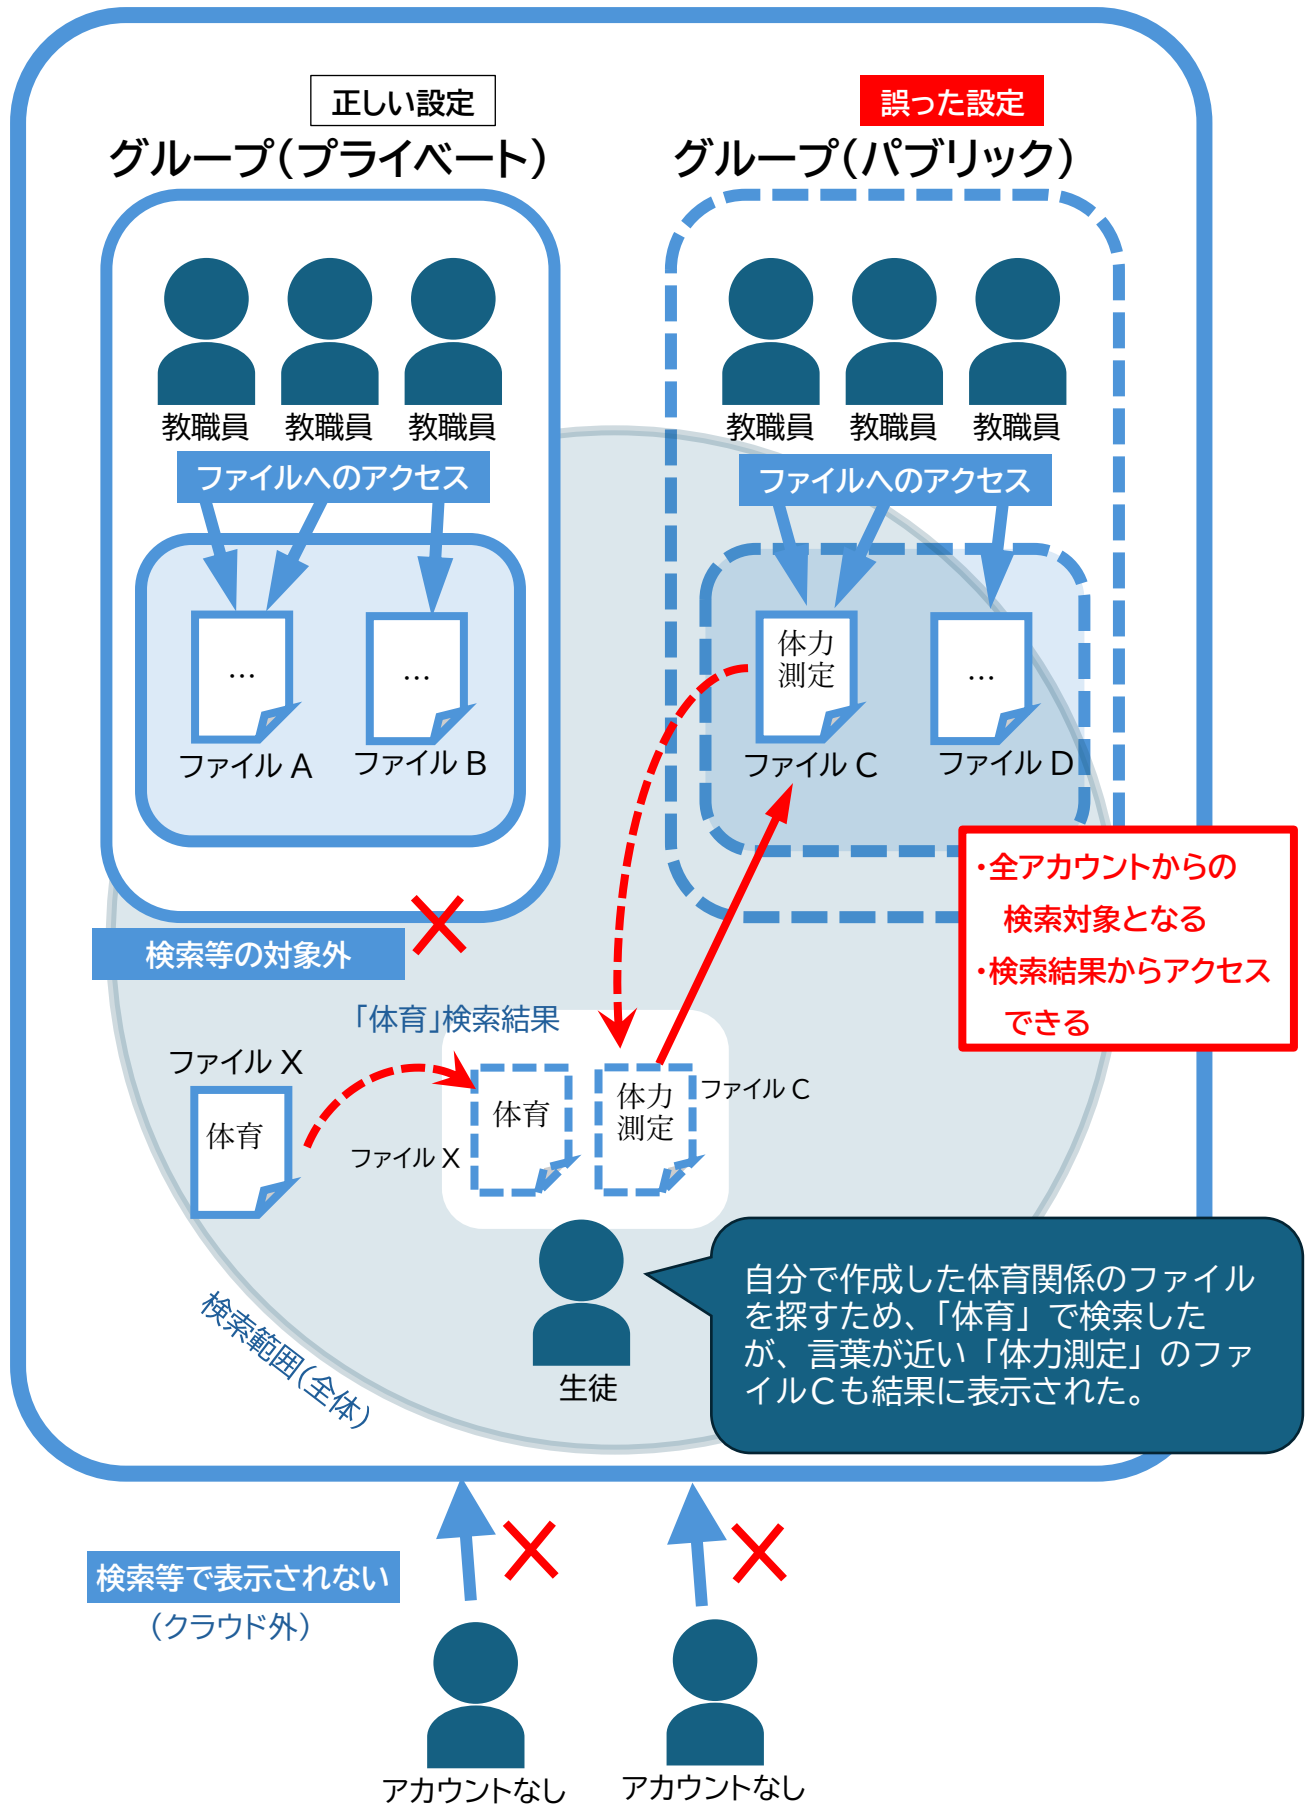 正しい設定
グループ(プライベート)
教職員
教職員
教職員
ファイルへのアクセス
…
…
ファイル A
ファイル B
検索等の対象外
誤った設定
グループ(パブリック)
教職員
教職員
教職員
ファイルへのアクセス
体力
測定
…
ファイル C
ファイル D
・全アカウントからの
検索対象となる
・検索結果からアクセス
できる
「体育」検索結果
ファイル X
体育
ファイル X
体育
体力
測定
ファイル C
検索範囲(全体)
生徒
自分で作成した体育関係のファイル
を探すため、「体育」で検索した
が、言葉が近い「体力測定」のファ
イルCも結果に表示された。
検索等で表示されない
(クラウド外)
アカウントなし
アカウントなし